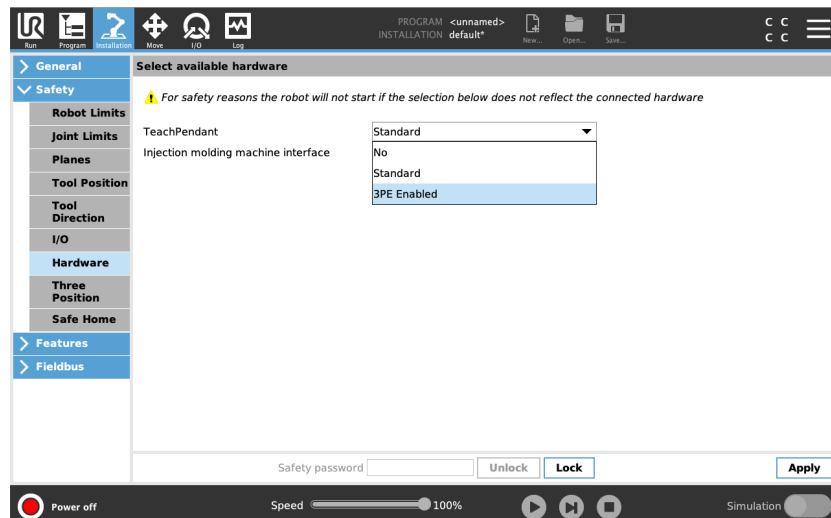 UR
PROGRAM <unnamed>
INSTALLATION default*
C C
C C
Run Program Installation Move I/O Log New... Open... Save...
General
Select available hardware
Safety
Robot Limits
Joint Limits
Planes
Tool Position
Tool
Direction
I/O
Hardware
Three
Position
Safe Home
Features
Fieldbus
For safety reasons the robot will not start if the selection below does not reflect the connected hardware
TeachPendant Standard
Injection molding machine interface
No
Standard
3PE Enabled
Safety password Unlock Lock Apply
Power off Speed 100% Simulation